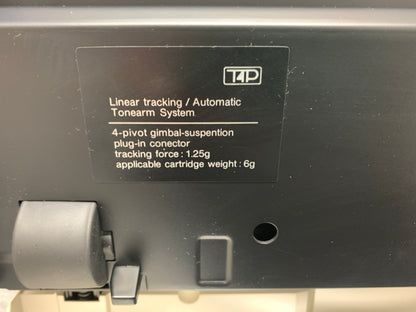 T4P
Linear tracking / Automatic
Tonearm System
4-pivot gimbal-suspention
plug-in conector
tracking force : 1.25g
applicable cartridge weight : 6g